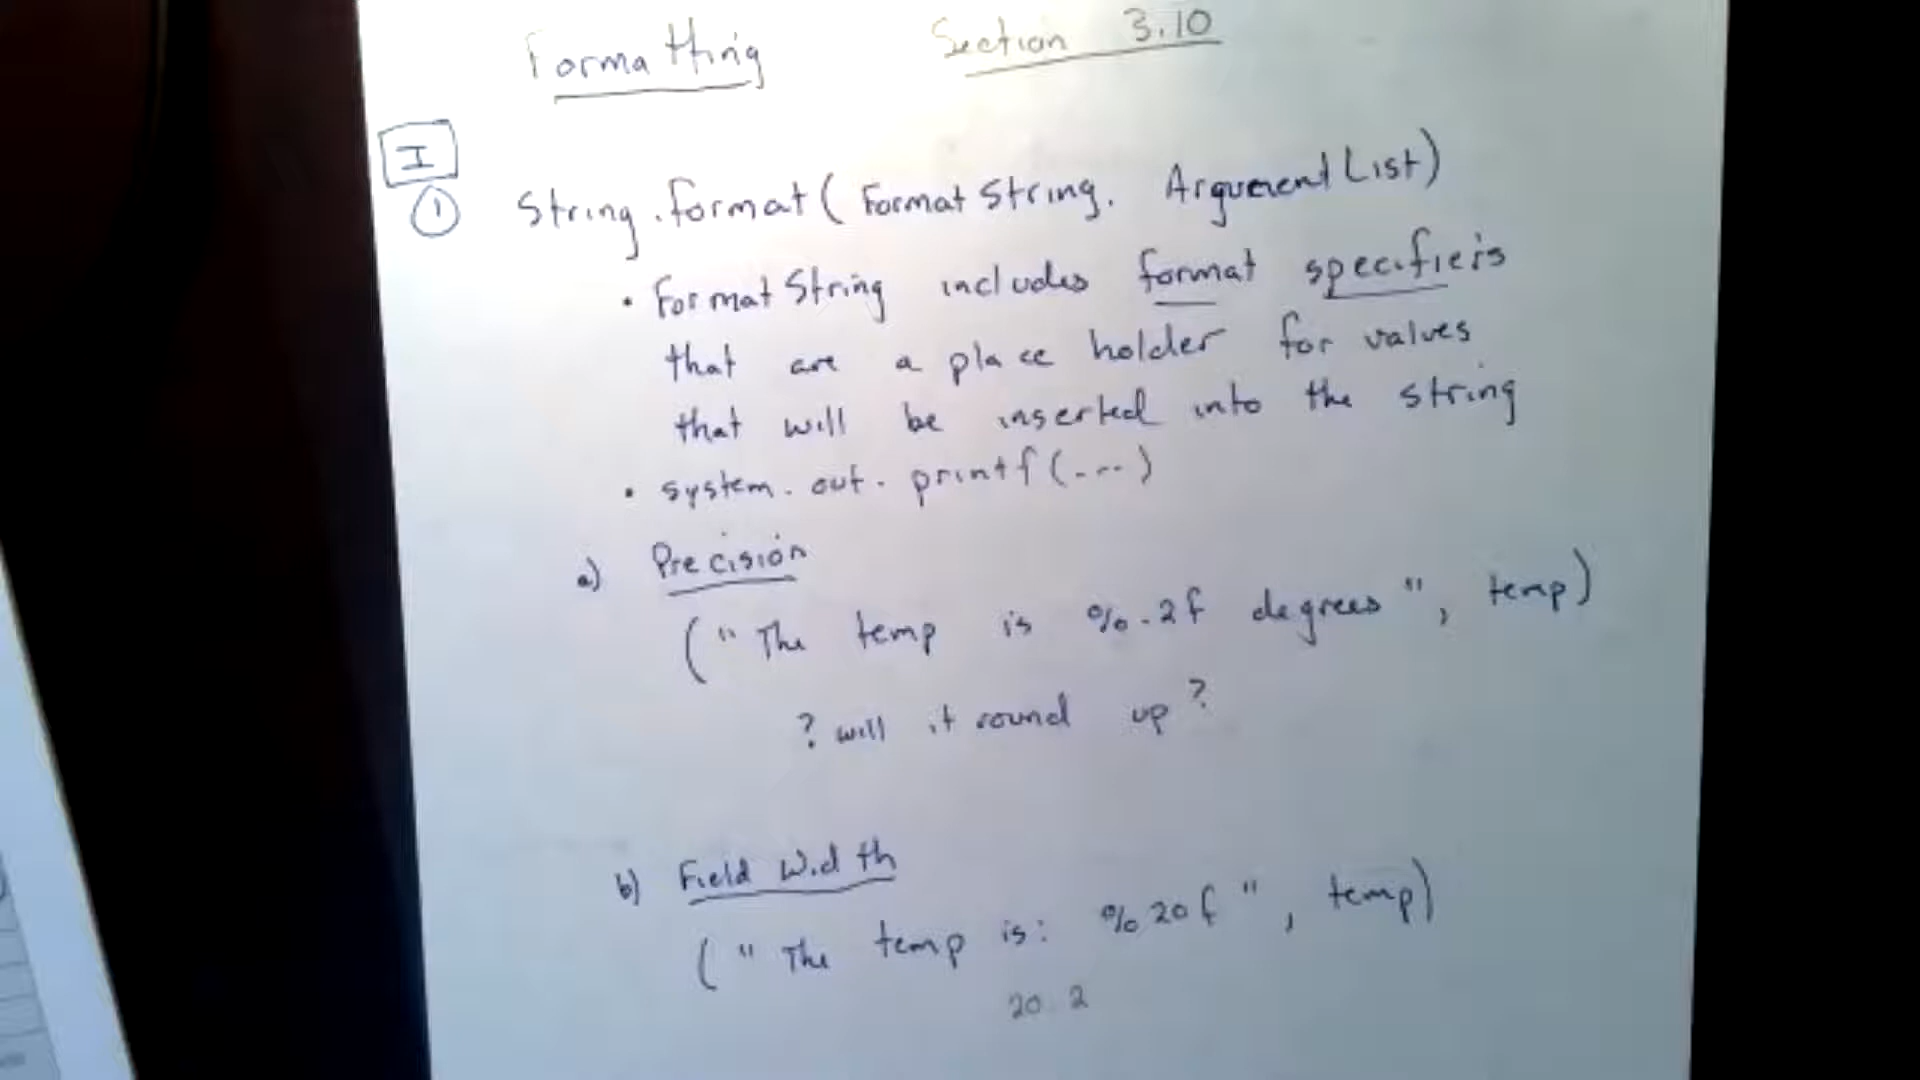 Formatting Section 3.10
I
1 String.format( Format String. Arguement List)
• Format String includes format specifiers
that are a place holder for values
that will be inserted into the string
• system.out.printf(...)
a) Precision
("The temp is %.2f degrees", temp)
? will it round up?
b) Field Width
("The temp is: %20f", temp)
20.2